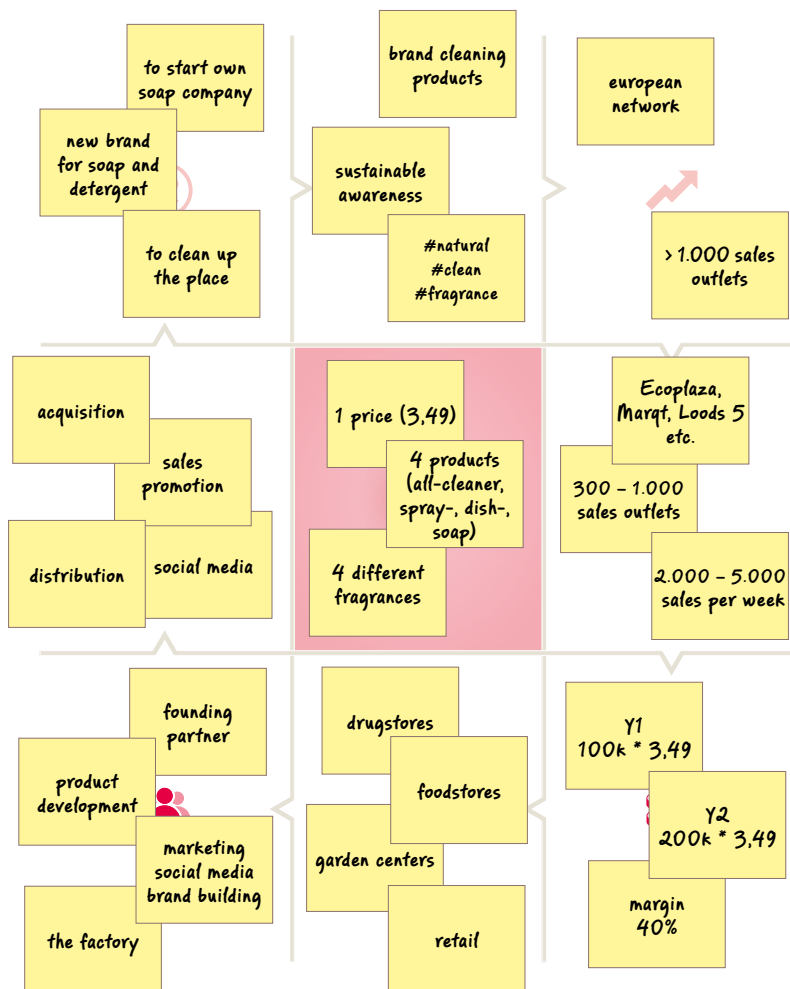 to start own
soap company
new brand
for soap and
detergent
to clean up
the place
brand cleaning
products
sustainable
awareness
#natural
#clean
#fragrance
european
network
> 1.000 sales
outlets
acquisition
sales
promotion
distribution
social media
1 price (3,49)
4 products
(all-cleaner,
spray-, dish-,
soap)
4 different
fragrances
Ecoplaza,
Marqt, Loods 5
etc.
300 – 1.000
sales outlets
2.000 – 5.000
sales per week
founding
partner
product
development
marketing
social media
brand building
the factory
drugstores
foodstores
garden centers
retail
Y1
100k * 3,49
Y2
200k * 3,49
margin
40%